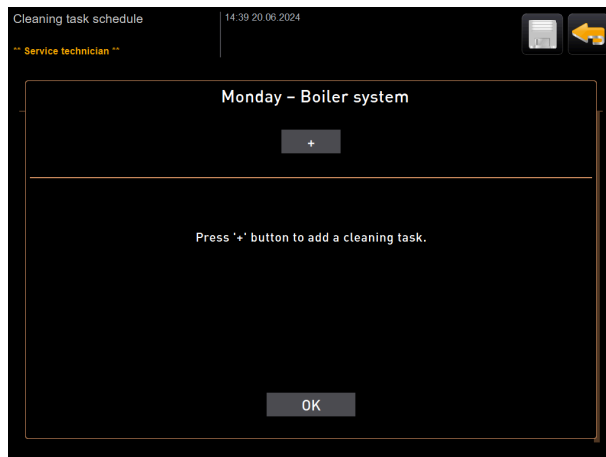 Cleaning task schedule
14:39 20.06.2024
** Service technician **
Monday – Boiler system
+
Press '+' button to add a cleaning task.
OK